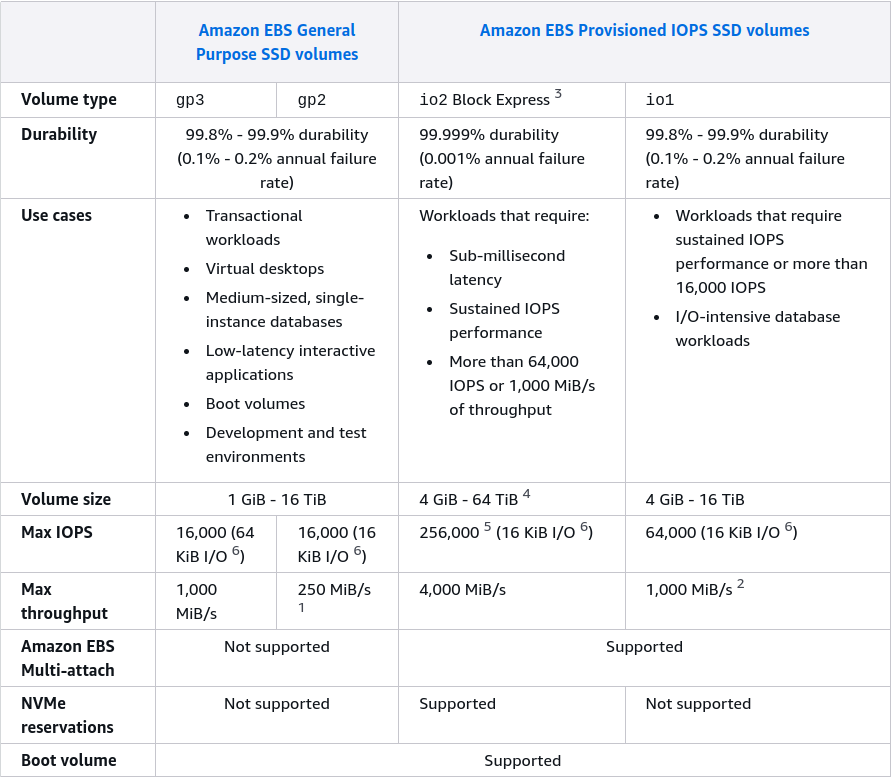 Amazon EBS General
Purpose SSD volumes
Amazon EBS Provisioned IOPS SSD volumes
Volume type
gp3
gp2
io2 Block Express 3
io1
Durability
99.8% - 99.9% durability
(0.1% - 0.2% annual failure
rate)
99.999% durability
(0.001% annual failure
rate)
99.8% - 99.9% durability
(0.1% - 0.2% annual failure
rate)
Use cases
• Transactional
workloads
• Virtual desktops
• Medium-sized, single-
instance databases
• Low-latency interactive
applications
• Boot volumes
• Development and test
environments
Workloads that require:
• Sub-millisecond
latency
• Sustained IOPS
performance
• More than 64,000
IOPS or 1,000 MiB/s
of throughput
• Workloads that require
sustained IOPS
performance or more than
16,000 IOPS
• I/O-intensive database
workloads
Volume size
1 GiB - 16 TiB
4 GiB - 64 TiB 4
4 GiB - 16 TiB
Max IOPS
16,000 (64
KiB I/O 6)
16,000 (16
KiB I/O 6)
256,000 5 (16 KiB I/O 6)
64,000 (16 KiB I/O 6)
Max
throughput
1,000
MiB/s
250 MiB/s
1
4,000 MiB/s
1,000 MiB/s 2
Amazon EBS
Multi-attach
Not supported
Supported
NVMe
reservations
Not supported
Supported
Not supported
Boot volume
Supported